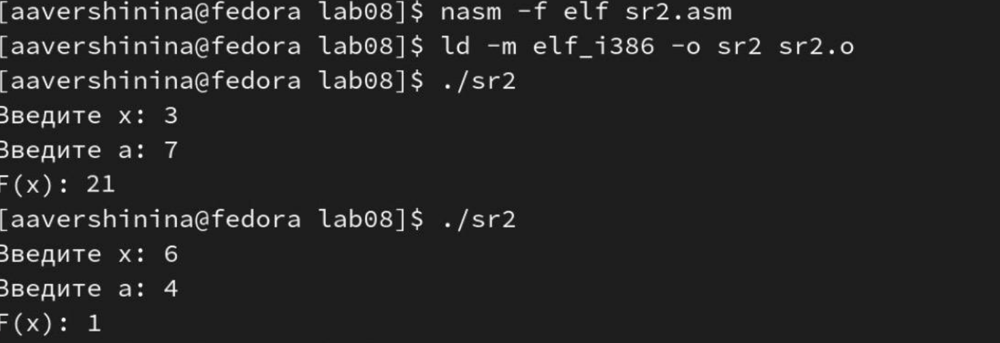 [aavershinina@fedora lab08]$ nasm -f elf sr2.asm
[aavershinina@fedora lab08]$ ld -m elf_i386 -o sr2 sr2.o
[aavershinina@fedora lab08]$ ./sr2
Введите x: 3
Введите a: 7
F(x): 21
[aavershinina@fedora lab08]$ ./sr2
Введите x: 6
Введите a: 4
F(x): 1